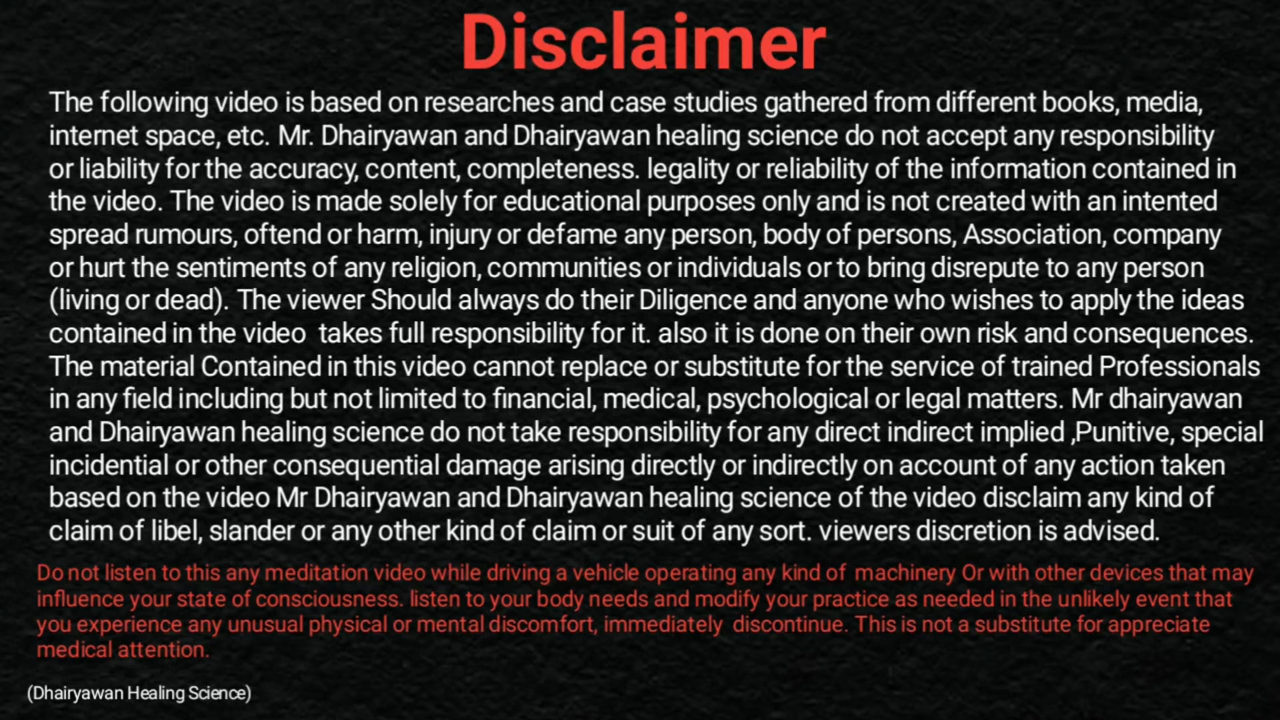 Disclaimer
The following video is based on researches and case studies gathered from different books, media,
internet space, etc. Mr. Dhairyawan and Dhairyawan healing science do not accept any responsibility
or liability for the accuracy, content, completeness. legality or reliability of the information contained in
the video. The video is made solely for educational purposes only and is not created with an intented
spread rumours, oftend or harm, injury or defame any person, body of persons, Association, company
or hurt the sentiments of any religion, communities or individuals or to bring disrepute to any person
(living or dead). The viewer Should always do their Diligence and anyone who wishes to apply the ideas
contained in the video  takes full responsibility for it. also it is done on their own risk and consequences.
The material Contained in this video cannot replace or substitute for the service of trained Professionals
in any field including but not limited to financial, medical, psychological or legal matters. Mr dhairyawan
and Dhairyawan healing science do not take responsibility for any direct indirect implied ,Punitive, special
incidential or other consequential damage arising directly or indirectly on account of any action taken
based on the video Mr Dhairyawan and Dhairyawan healing science of the video disclaim any kind of
claim of libel, slander or any other kind of claim or suit of any sort. viewers discretion is advised.
Do not listen to this any meditation video while driving a vehicle operating any kind of  machinery Or with other devices that may
influence your state of consciousness. listen to your body needs and modify your practice as needed in the unlikely event that
you experience any unusual physical or mental discomfort, immediately  discontinue. This is not a substitute for appreciate
medical attention.
(Dhairyawan Healing Science)